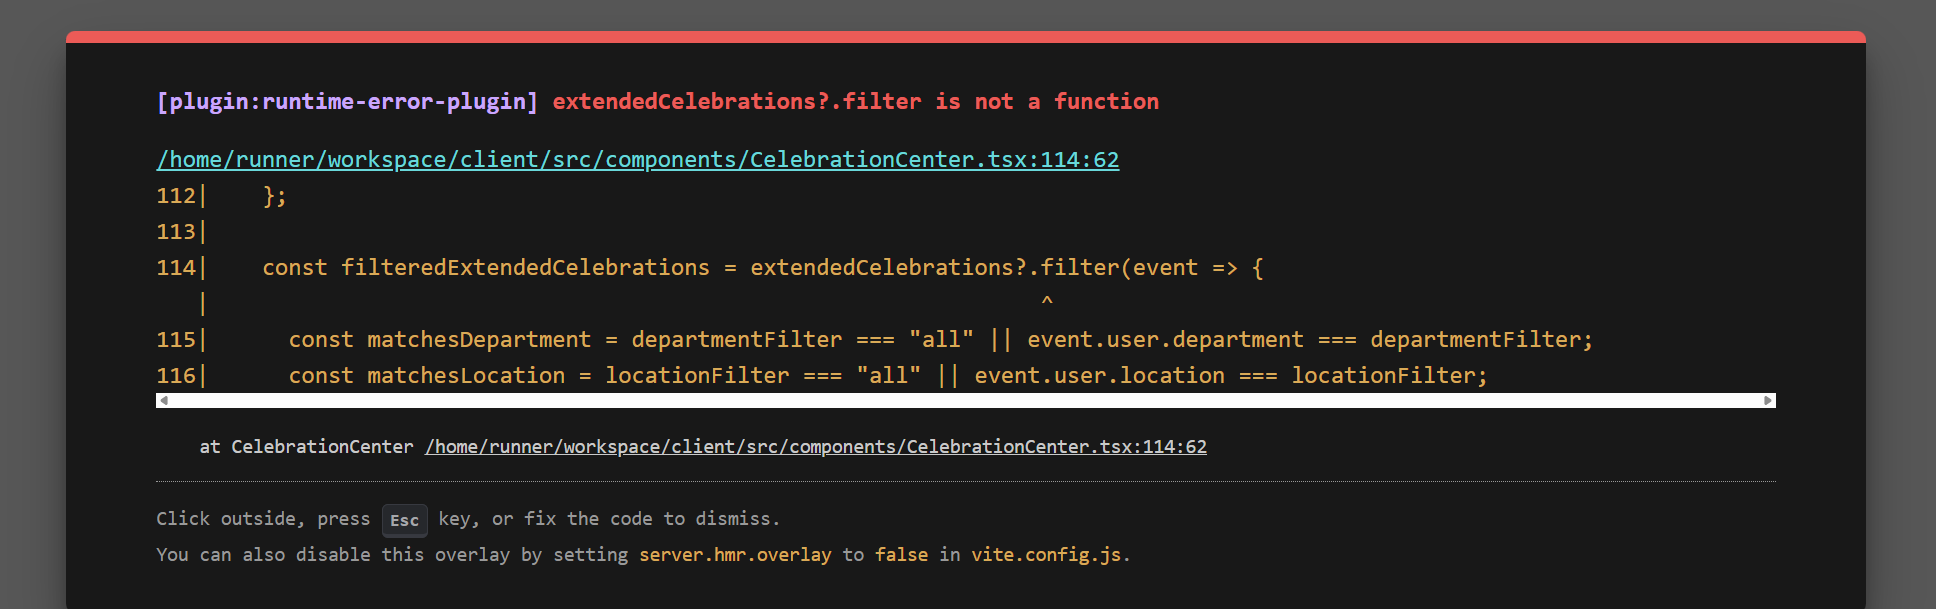 [plugin:runtime-error-plugin] extendedCelebrations?.filter is not a function
/home/runner/workspace/client/src/components/CelebrationCenter.tsx:114:62
112|    };
113|
114|    const filteredExtendedCelebrations = extendedCelebrations?.filter(event => {
   |                                                               ^
115|      const matchesDepartment = departmentFilter === "all" || event.user.department === departmentFilter;
116|      const matchesLocation = locationFilter === "all" || event.user.location === locationFilter;
at CelebrationCenter /home/runner/workspace/client/src/components/CelebrationCenter.tsx:114:62
Click outside, press Esc key, or fix the code to dismiss.
You can also disable this overlay by setting server.hmr.overlay to false in vite.config.js.